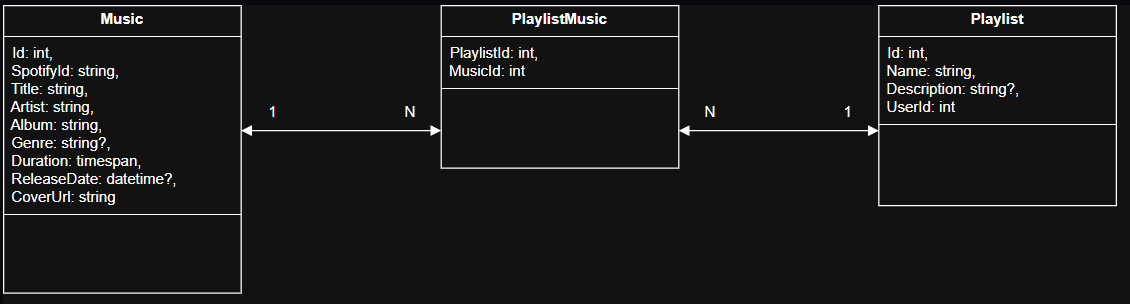 Music
Id: int,
SpotifyId: string,
Title: string,
Artist: string,
Album: string,
Genre: string?,
Duration: timespan,
ReleaseDate: datetime?,
CoverUrl: string
1
N
PlaylistMusic
PlaylistId: int,
MusicId: int
N
1
Playlist
Id: int,
Name: string,
Description: string?,
UserId: int